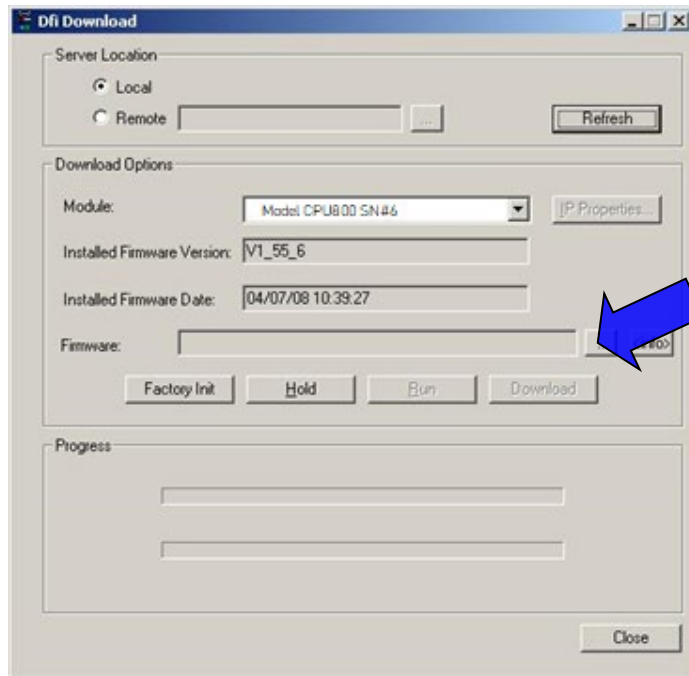 Dfi Download
Server Location
Local
Remote
...
Refresh
Download Options
Module:
Model CPU800 SN#6
IP Properties...
Installed Firmware Version:
V1_55_6
Installed Firmware Date:
04/07/08 10:39:27
Firmware:
Factory Init
Hold
Run
Download
Progress
Close